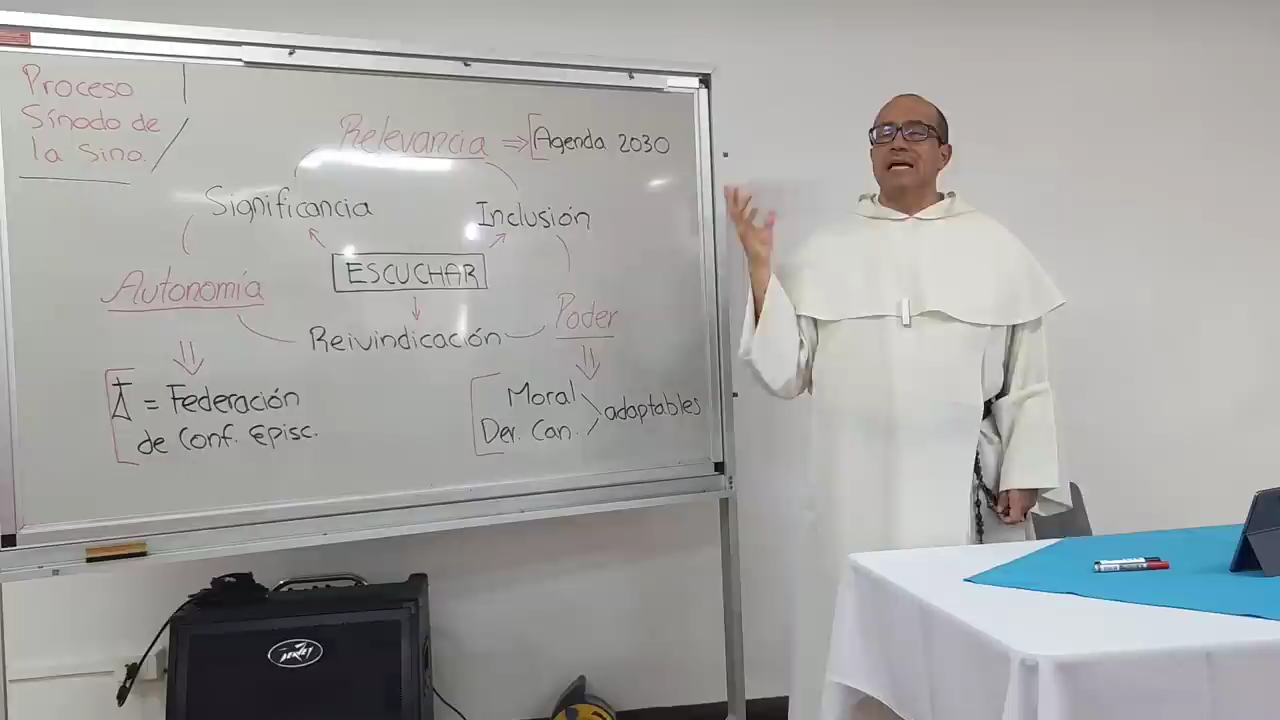 Proceso
Sínodo de
la Sino.
Relevancia ⇒ [Agenda 2030
Significancia
Inclusión
ESCUCHAR
Autonomía
Poder
Reivindicación
= Federación
de Conf. Episc.
Moral
Der. Can.
adaptables
PEAVEY